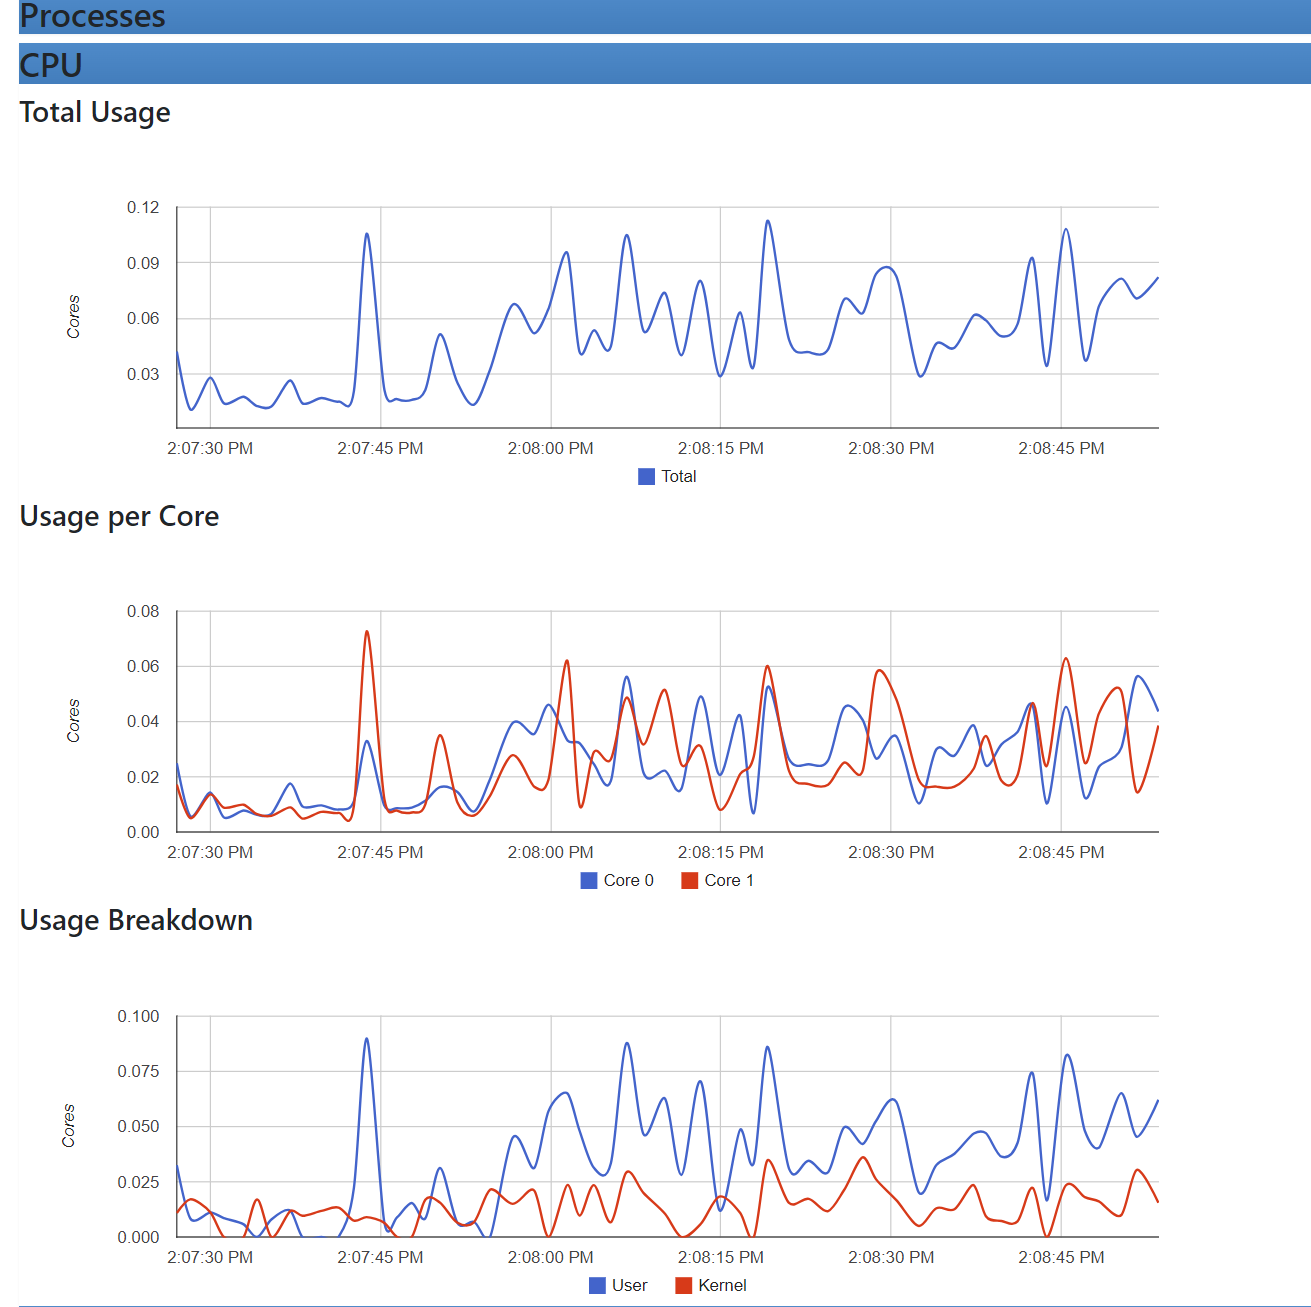 Processes
CPU
Total Usage
0.12
0.09
0.06
0.03
Cores
2:07:30 PM 2:07:45 PM 2:08:00 PM 2:08:15 PM 2:08:30 PM 2:08:45 PM
Total
Usage per Core
0.08
0.06
0.04
0.02
0.00
Cores
2:07:30 PM 2:07:45 PM 2:08:00 PM 2:08:15 PM 2:08:30 PM 2:08:45 PM
Core 0 Core 1
Usage Breakdown
0.100
0.075
0.050
0.025
0.000
Cores
2:07:30 PM 2:07:45 PM 2:08:00 PM 2:08:15 PM 2:08:30 PM 2:08:45 PM
User Kernel